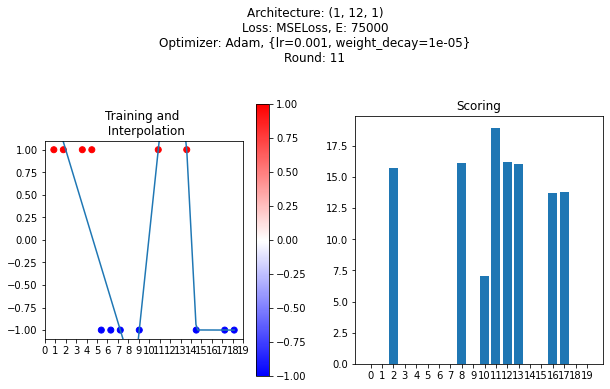 Architecture: (1, 12, 1)
Loss: MSELoss, E: 75000
Optimizer: Adam, {lr=0.001, weight_decay=1e-05}
Round: 11
Training and
Interpolation
1.00
0.75
0.50
0.25
0.00
−0.25
−0.50
−0.75
−1.00
0 1 2 3 4 5 6 7 8 9 10 11 12 13 14 15 16 17 18 19
1.00
0.75
0.50
0.25
0.00
−0.25
−0.50
−0.75
−1.00
Scoring
17.5
15.0
12.5
10.0
7.5
5.0
2.5
0.0
0 1 2 3 4 5 6 7 8 9 10 11 12 13 14 15 16 17 18 19